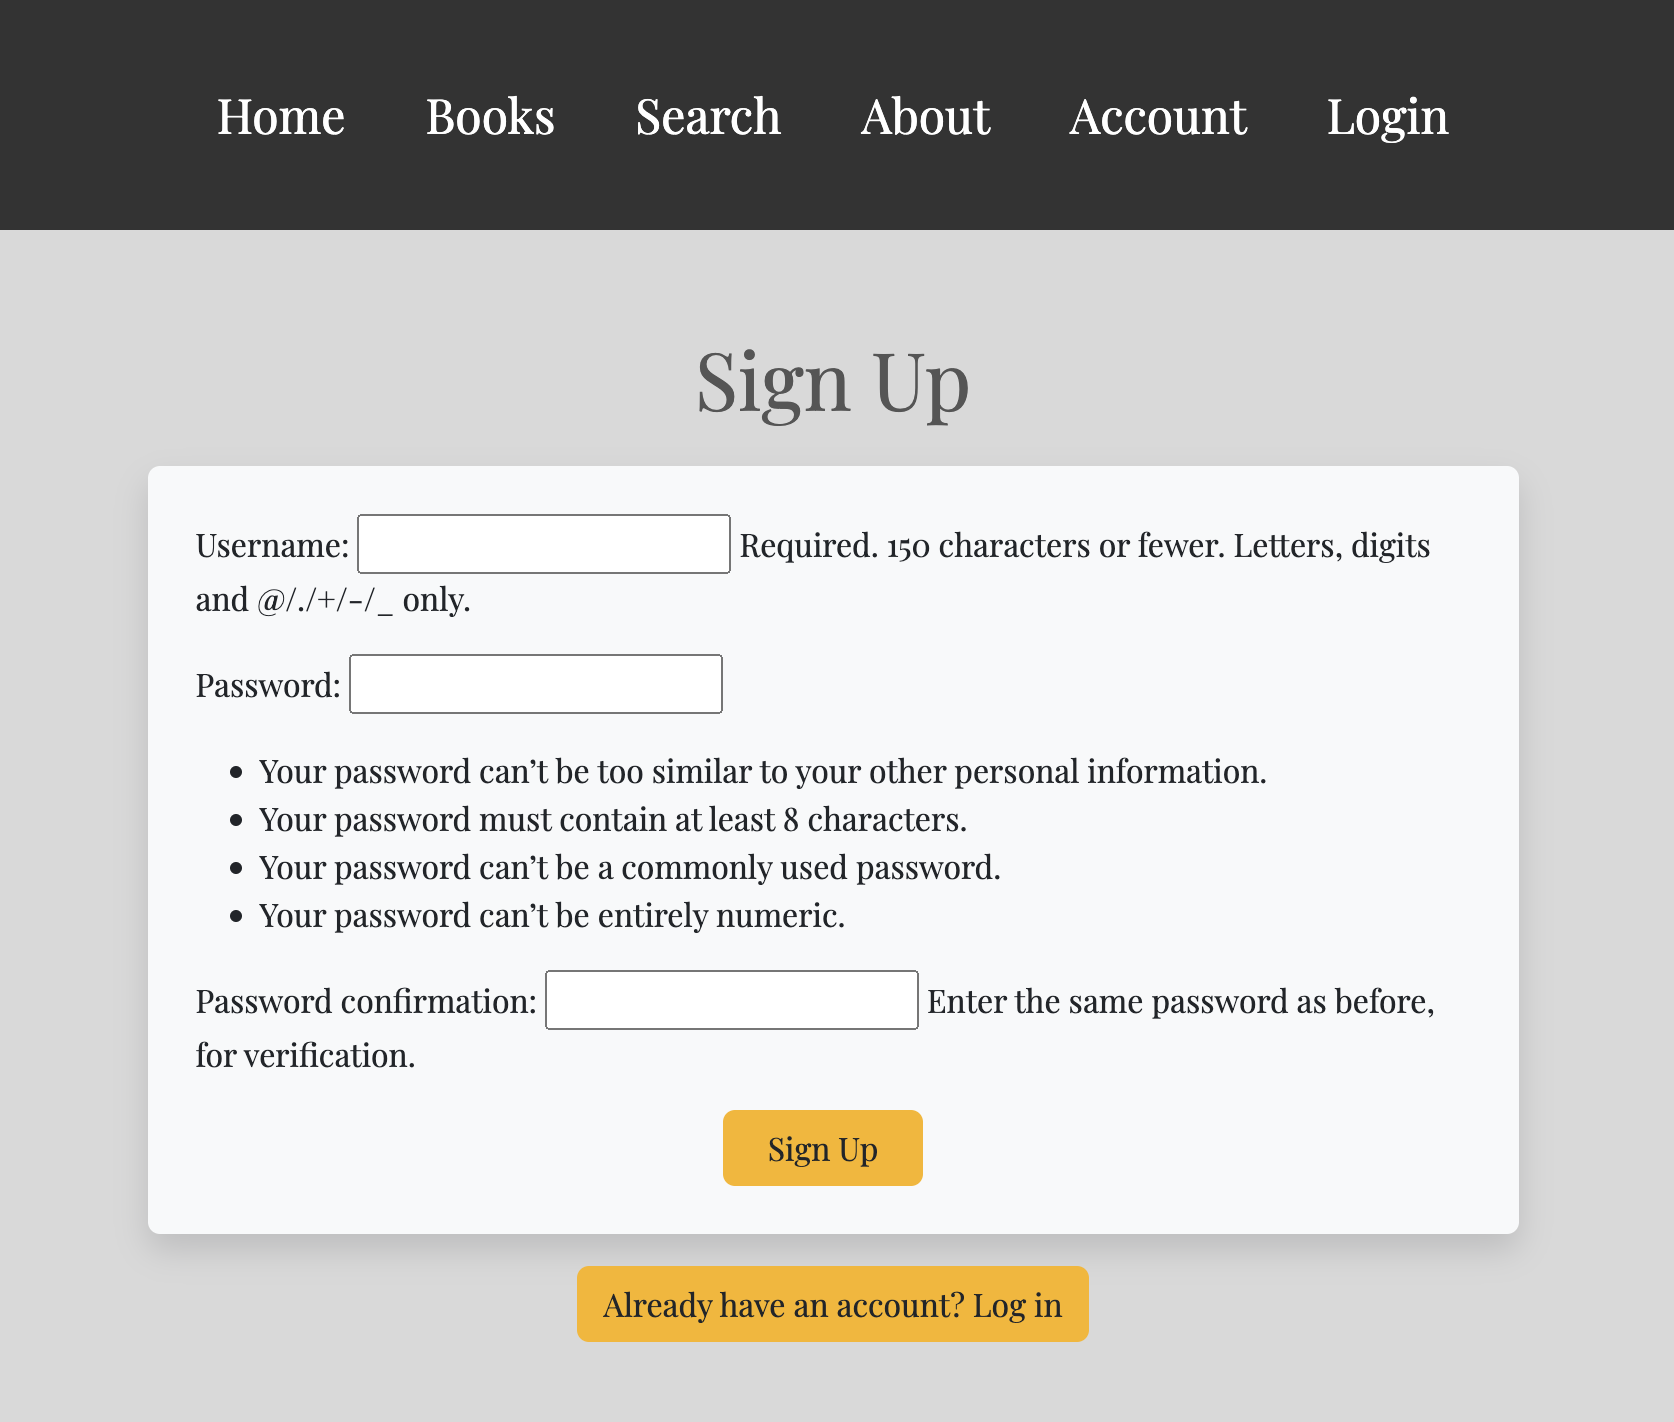 Home Books Search About Account Login
Sign Up
Username: Required. 150 characters or fewer. Letters, digits
and @/./+/-/_ only.
Password:
• Your password can’t be too similar to your other personal information.
• Your password must contain at least 8 characters.
• Your password can’t be a commonly used password.
• Your password can’t be entirely numeric.
Password confirmation: Enter the same password as before,
for verification.
Sign Up
Already have an account? Log in